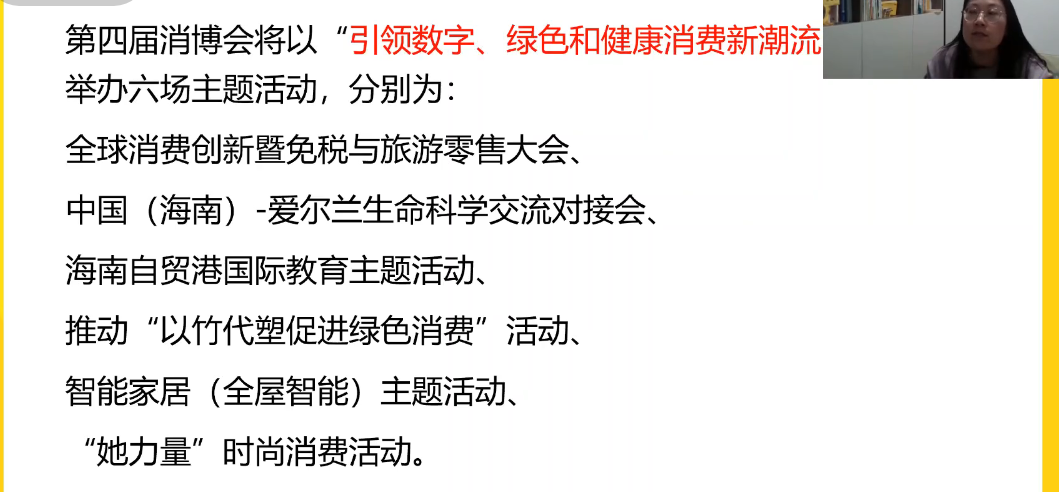 第四届消博会将以“引领数字、绿色和健康消费新潮流
举办六场主题活动，分别为：
全球消费创新暨免税与旅游零售大会、
中国（海南）-爱尔兰生命科学交流对接会、
海南自贸港国际教育主题活动、
推动“以竹代塑促进绿色消费”活动、
智能家居（全屋智能）主题活动、
“她力量”时尚消费活动。